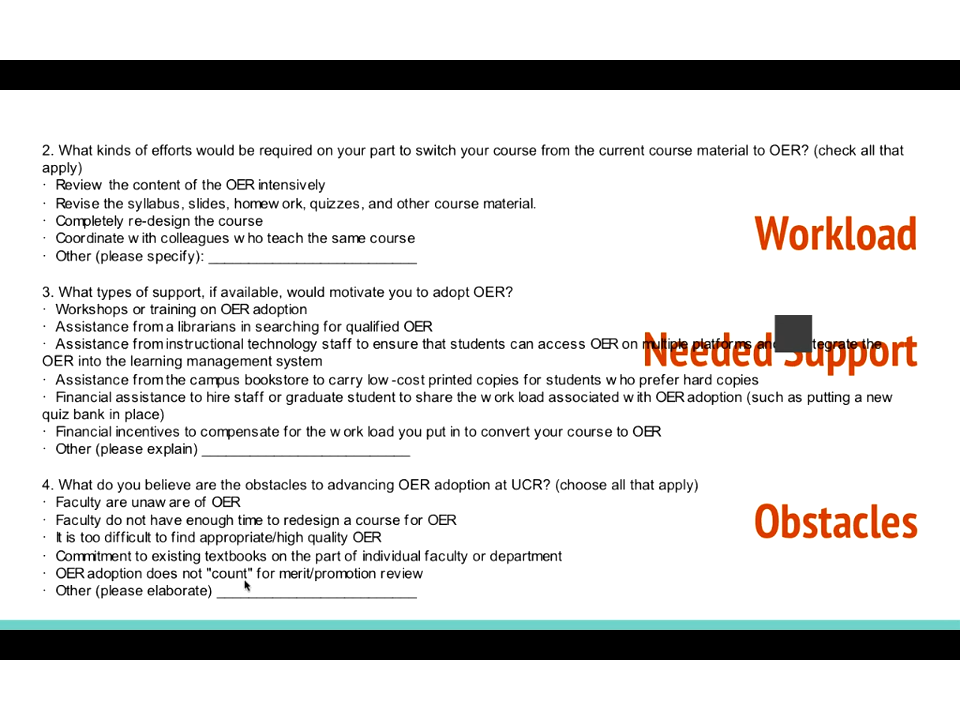 2. What kinds of efforts would be required on your part to switch your course from the current course material to OER? (check all that
apply)
· Review the content of the OER intensively
· Revise the syllabus, slides, homework, quizzes, and other course material.
· Completely re-design the course
· Coordinate with colleagues who teach the same course
· Other (please specify): ___________________________
Workload
3. What types of support, if available, would motivate you to adopt OER?
· Workshops or training on OER adoption
· Assistance from a librarians in searching for qualified OER
· Assistance from instructional technology staff to ensure that students can access OER on multiple platforms the
OER into the learning management system
Needed Support
· Assistance from the campus bookstore to carry low-cost printed copies for students who prefer hard copies
· Financial assistance to hire staff or graduate student to share the work load associated with OER adoption (such as putting a new
quiz bank in place)
· Financial incentives to compensate for the work load you put in to convert your course to OER
· Other (please explain) ___________________________
4. What do you believe are the obstacles to advancing OER adoption at UCR? (choose all that apply)
· Faculty are unaware of OER
· Faculty do not have enough time to redesign a course for OER
· It is too difficult to find appropriate/high quality OER
· Commitment to existing textbooks on the part of individual faculty or department
· OER adoption does not "count" for merit/promotion review
· Other (please elaborate) __________________________
Obstacles